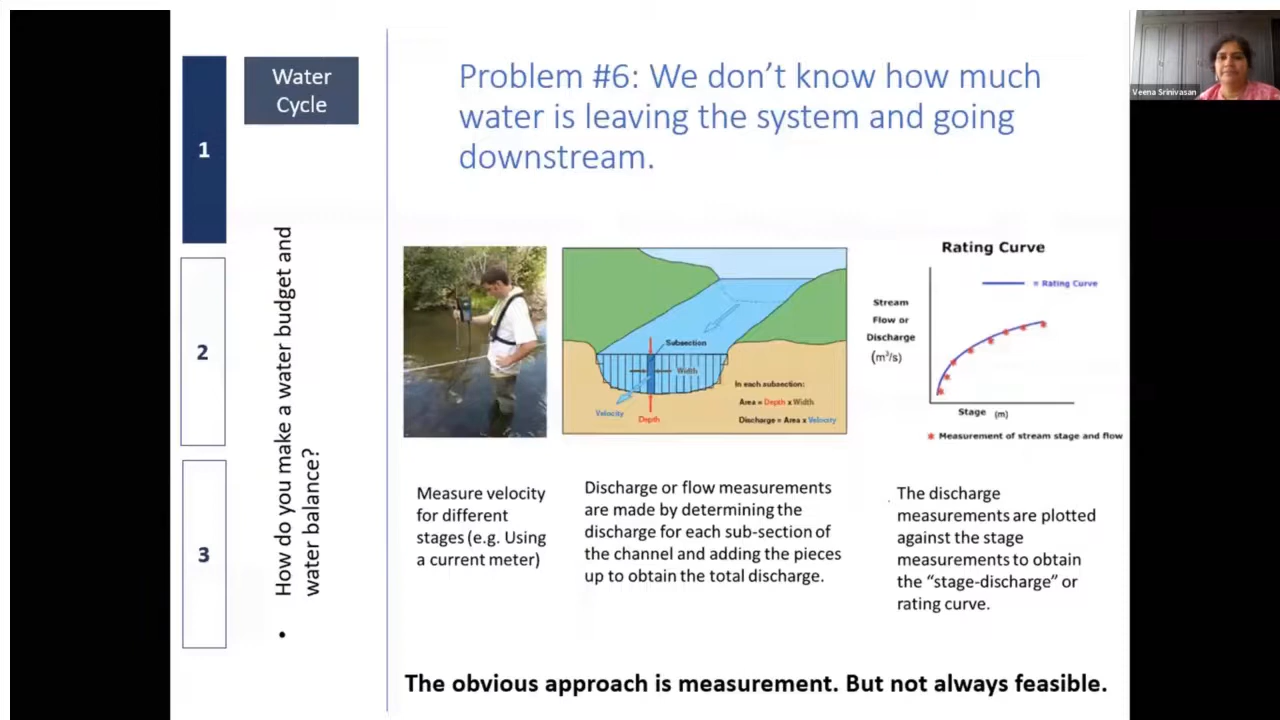 1
2
3
Water
Cycle
How do you make a water budget and
water balance?
Problem #6: We don’t know how much
water is leaving the system and going
downstream.
Veena Srinivasan
Subsection
Width
Velocity
Depth
In each subsection:
Area = Depth x Width
Discharge = Area x Velocity
Rating Curve
= Rating Curve
Stream
Flow or
Discharge
(m³/s)
Stage (m)
* Measurement of stream stage and flow
Measure velocity
for different
stages (e.g. Using
a current meter)
Discharge or flow measurements
are made by determining the
discharge for each sub-section of
the channel and adding the pieces
up to obtain the total discharge.
The discharge
measurements are plotted
against the stage
measurements to obtain
the “stage-discharge” or
rating curve.
The obvious approach is measurement. But not always feasible.